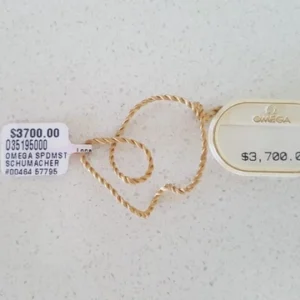 $3700.00
035195000
OMEGA SPDMST
SCHUMACHER
#00464 57795
OMEGA
$3,700.0